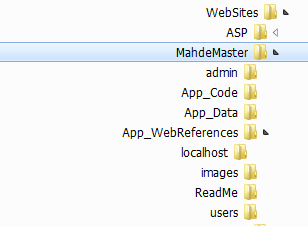 WebSites
ASP
MahdeMaster
admin
App_Code
App_Data
App_WebReferences
localhost
images
ReadMe
users